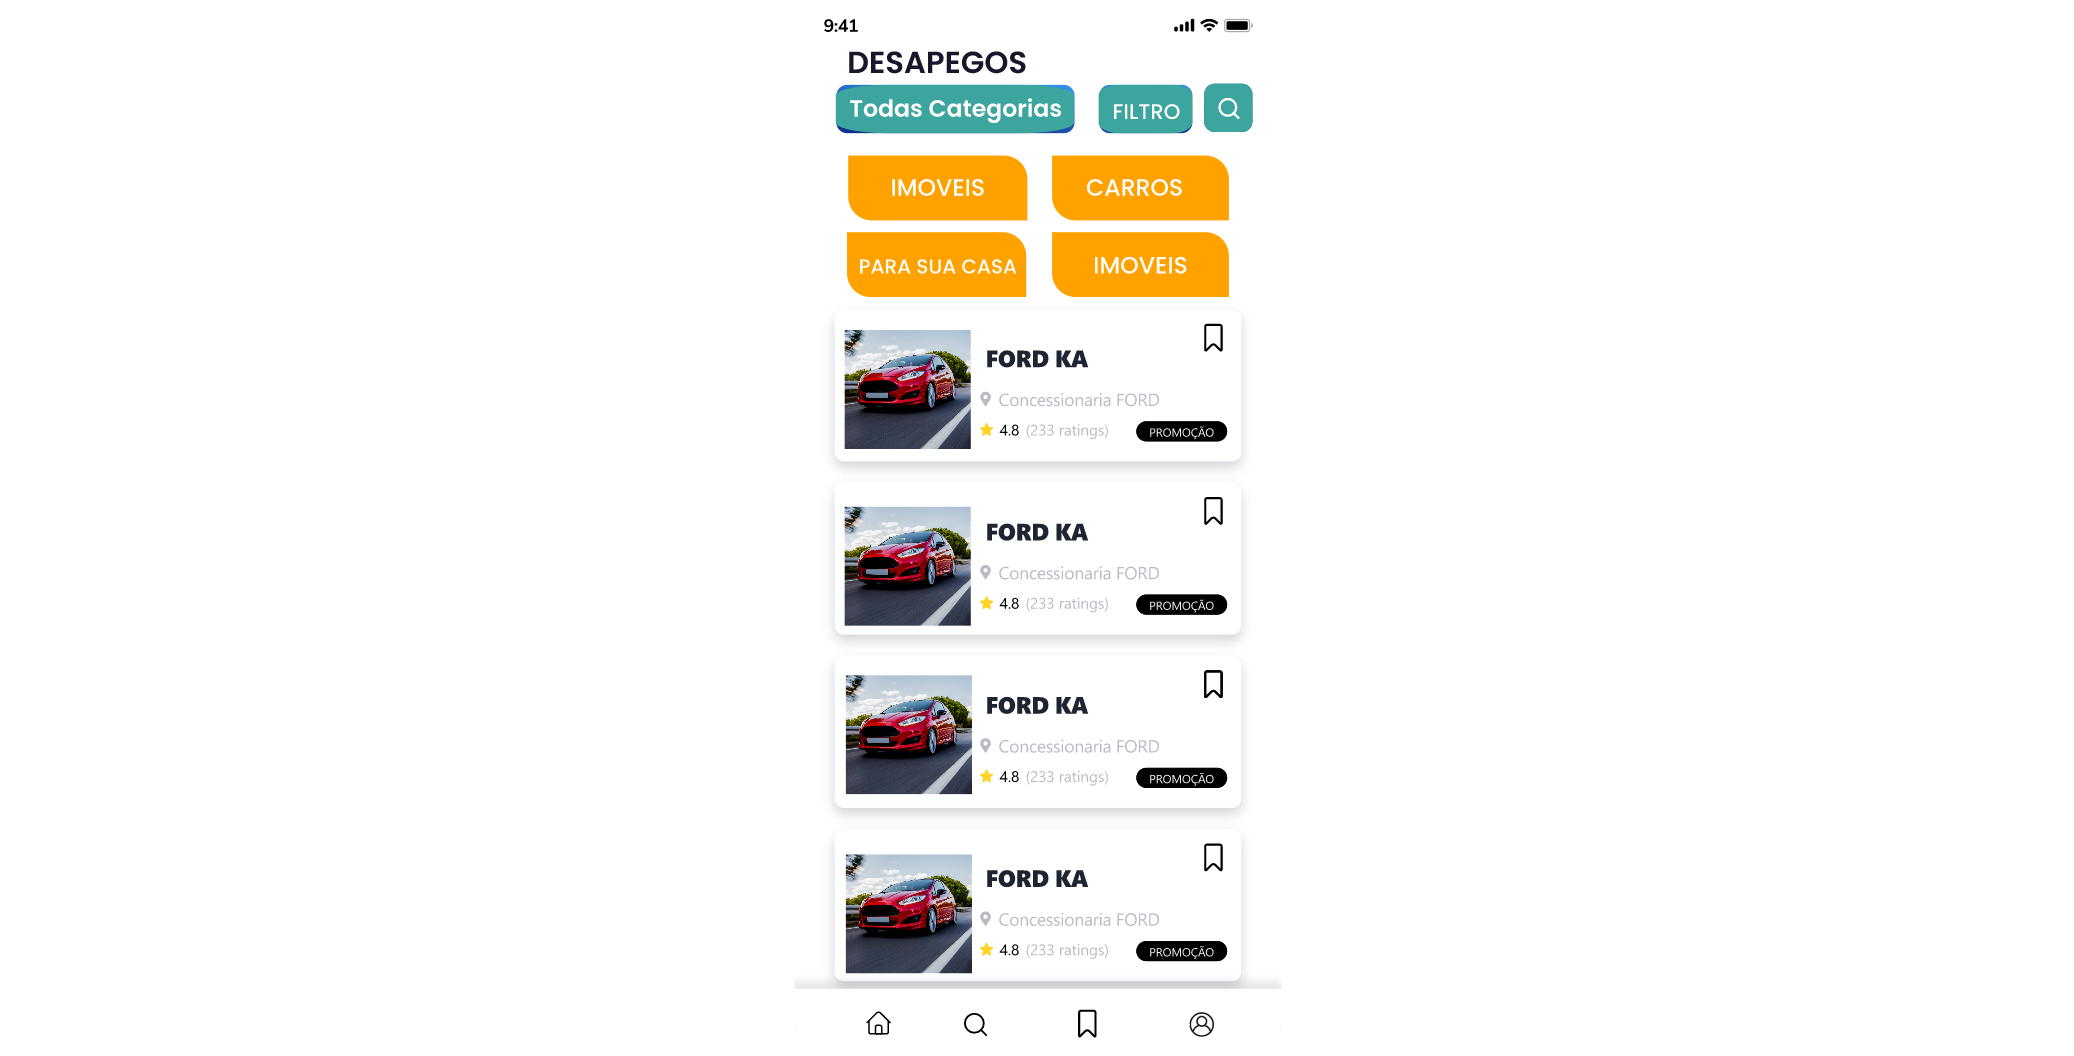 9:41
DESAPEGOS
Todas Categorias
FILTRO
IMOVEIS
CARROS
PARA SUA CASA
IMOVEIS
FORD KA
Concessionaria FORD
4.8 (233 ratings)
PROMOÇÃO
FORD KA
Concessionaria FORD
4.8 (233 ratings)
PROMOÇÃO
FORD KA
Concessionaria FORD
4.8 (233 ratings)
PROMOÇÃO
FORD KA
Concessionaria FORD
4.8 (233 ratings)
PROMOÇÃO